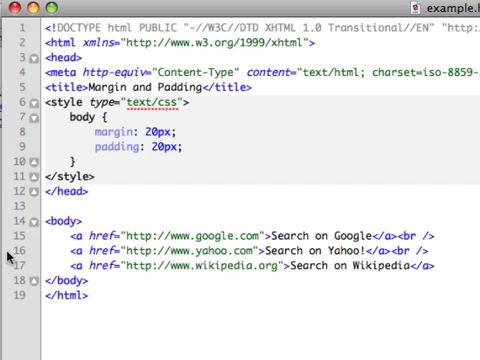 example.h
1 <!DOCTYPE html PUBLIC "-//W3C//DTD XHTML 1.0 Transitional//EN" "http:
2 <html xmlns="http://www.w3.org/1999/xhtml">
3 <head>
4 <meta http-equiv="Content-Type" content="text/html; charset=iso-8859-
5 <title>Margin and Padding</title>
6 <style type="text/css">
7 body {
8 margin: 20px;
9 padding: 20px;
10 }
11 </style>
12 </head>
13
14 <body>
15 <a href="http://www.google.com">Search on Google</a><br />
16 <a href="http://www.yahoo.com">Search on Yahoo!</a><br />
17 <a href="http://www.wikipedia.org">Search on Wikipedia</a>
18 </body>
19 </html>